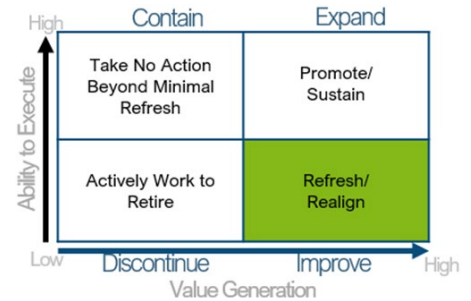 High
Contain
Expand
Take No Action
Beyond Minimal
Refresh
Promote/
Sustain
Ability to Execute
Actively Work to
Retire
Refresh/
Realign
Low
Discontinue
Improve
High
Value Generation